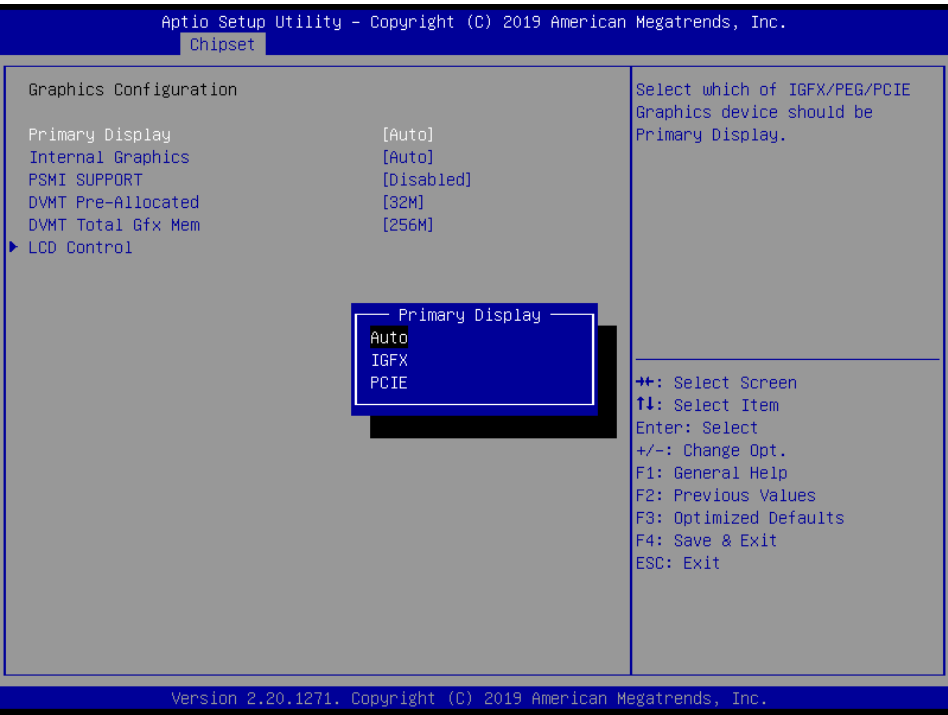 Aptio Setup Utility – Copyright (C) 2019 American Megatrends, Inc.
Chipset
Graphics Configuration
Primary Display [Auto]
Internal Graphics [Auto]
PSMI SUPPORT [Disabled]
DVMT Pre-Allocated [32M]
DVMT Total Gfx Mem [256M]
LCD Control
Primary Display
Auto
IGFX
PCIE
Select which of IGFX/PEG/PCIE
Graphics device should be
Primary Display.
→←: Select Screen
↑↓: Select Item
Enter: Select
+/-: Change Opt.
F1: General Help
F2: Previous Values
F3: Optimized Defaults
F4: Save & Exit
ESC: Exit
Version 2.20.1271. Copyright (C) 2019 American Megatrends, Inc.